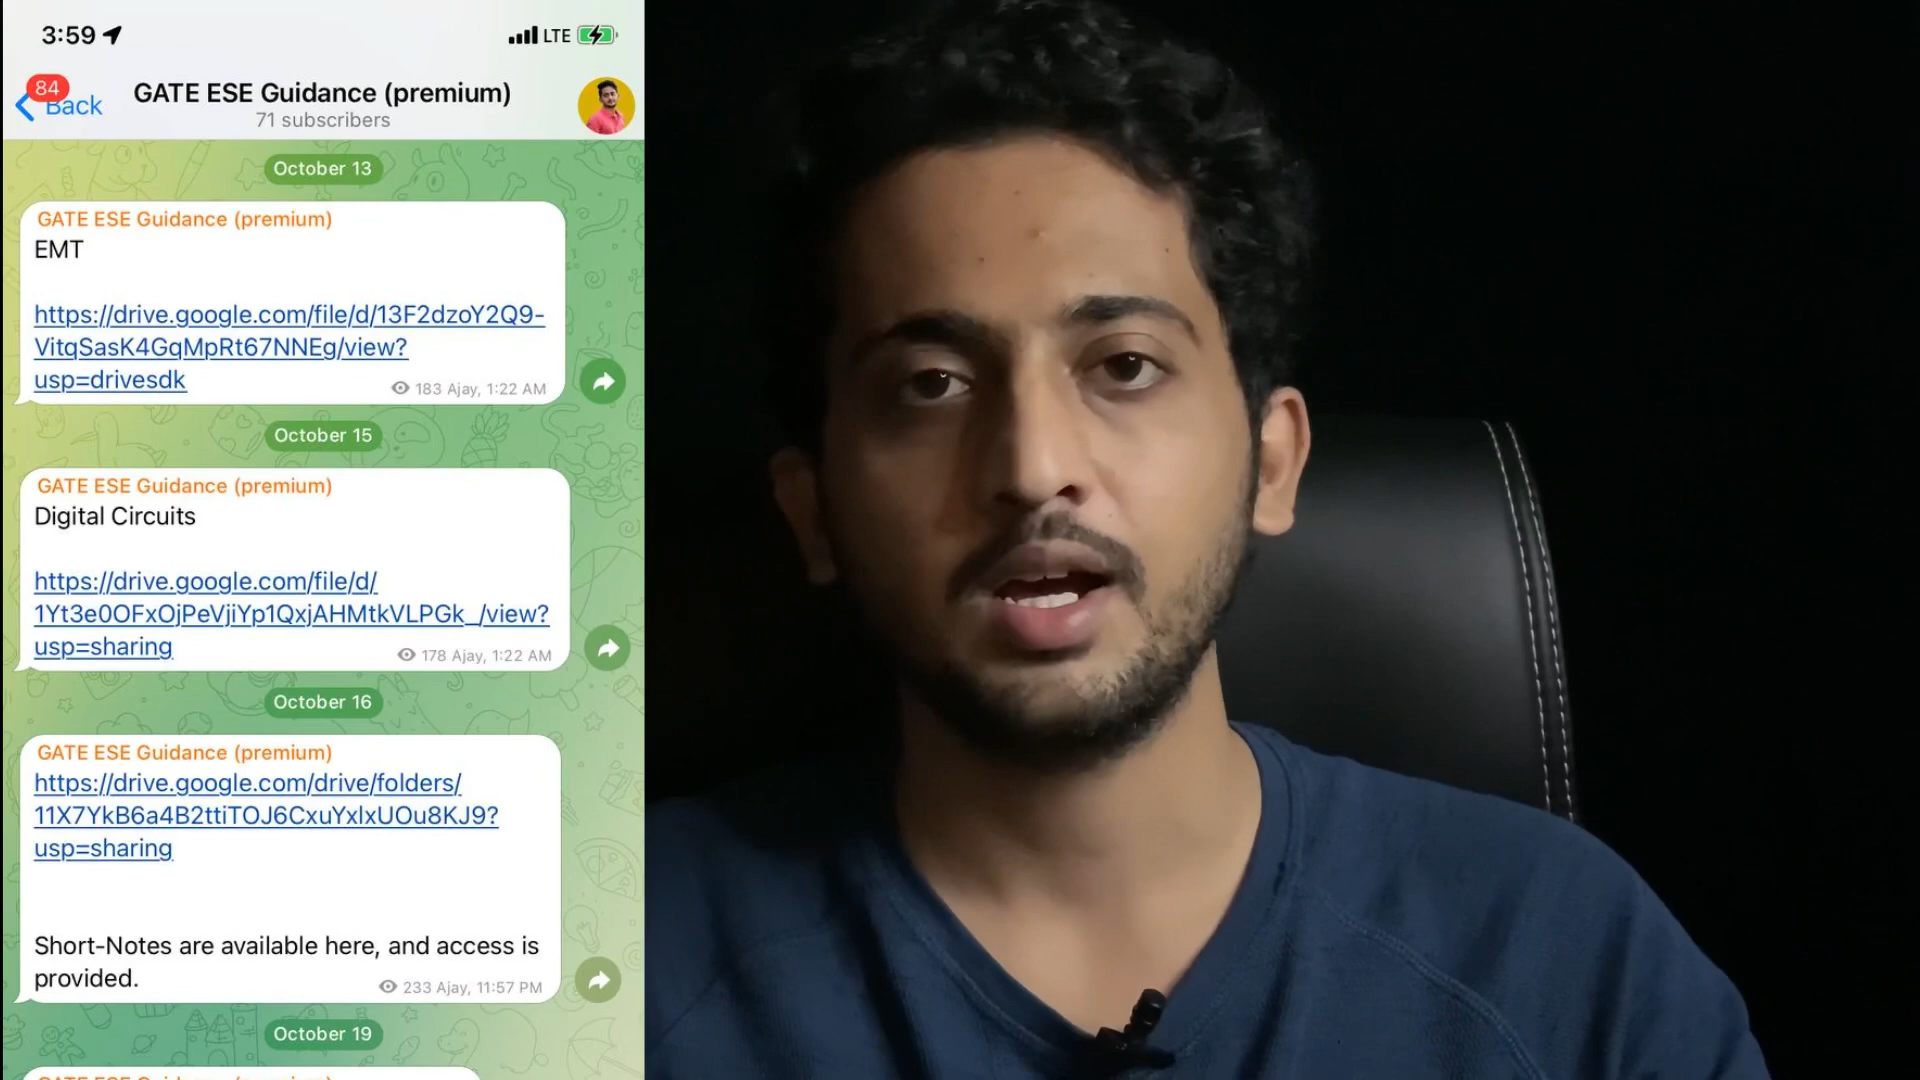 3:59
LTE
84
Back
GATE ESE Guidance (premium)
71 subscribers
October 13
GATE ESE Guidance (premium)
EMT
https://drive.google.com/file/d/13F2dzoY2Q9-
VitqSasK4GqMpRt67NNEg/view?
usp=drivesdk
183 Ajay, 1:22 AM
October 15
GATE ESE Guidance (premium)
Digital Circuits
https://drive.google.com/file/d/
1Yt3e0OFxOjPeVjiYp1QxjAHMtkVLPGk_/view?
usp=sharing
178 Ajay, 1:22 AM
October 16
GATE ESE Guidance (premium)
https://drive.google.com/drive/folders/
11X7YkB6a4B2ttiTOJ6CxuYxlxUOu8KJ9?
usp=sharing
Short-Notes are available here, and access is
provided.
233 Ajay, 11:57 PM
October 19